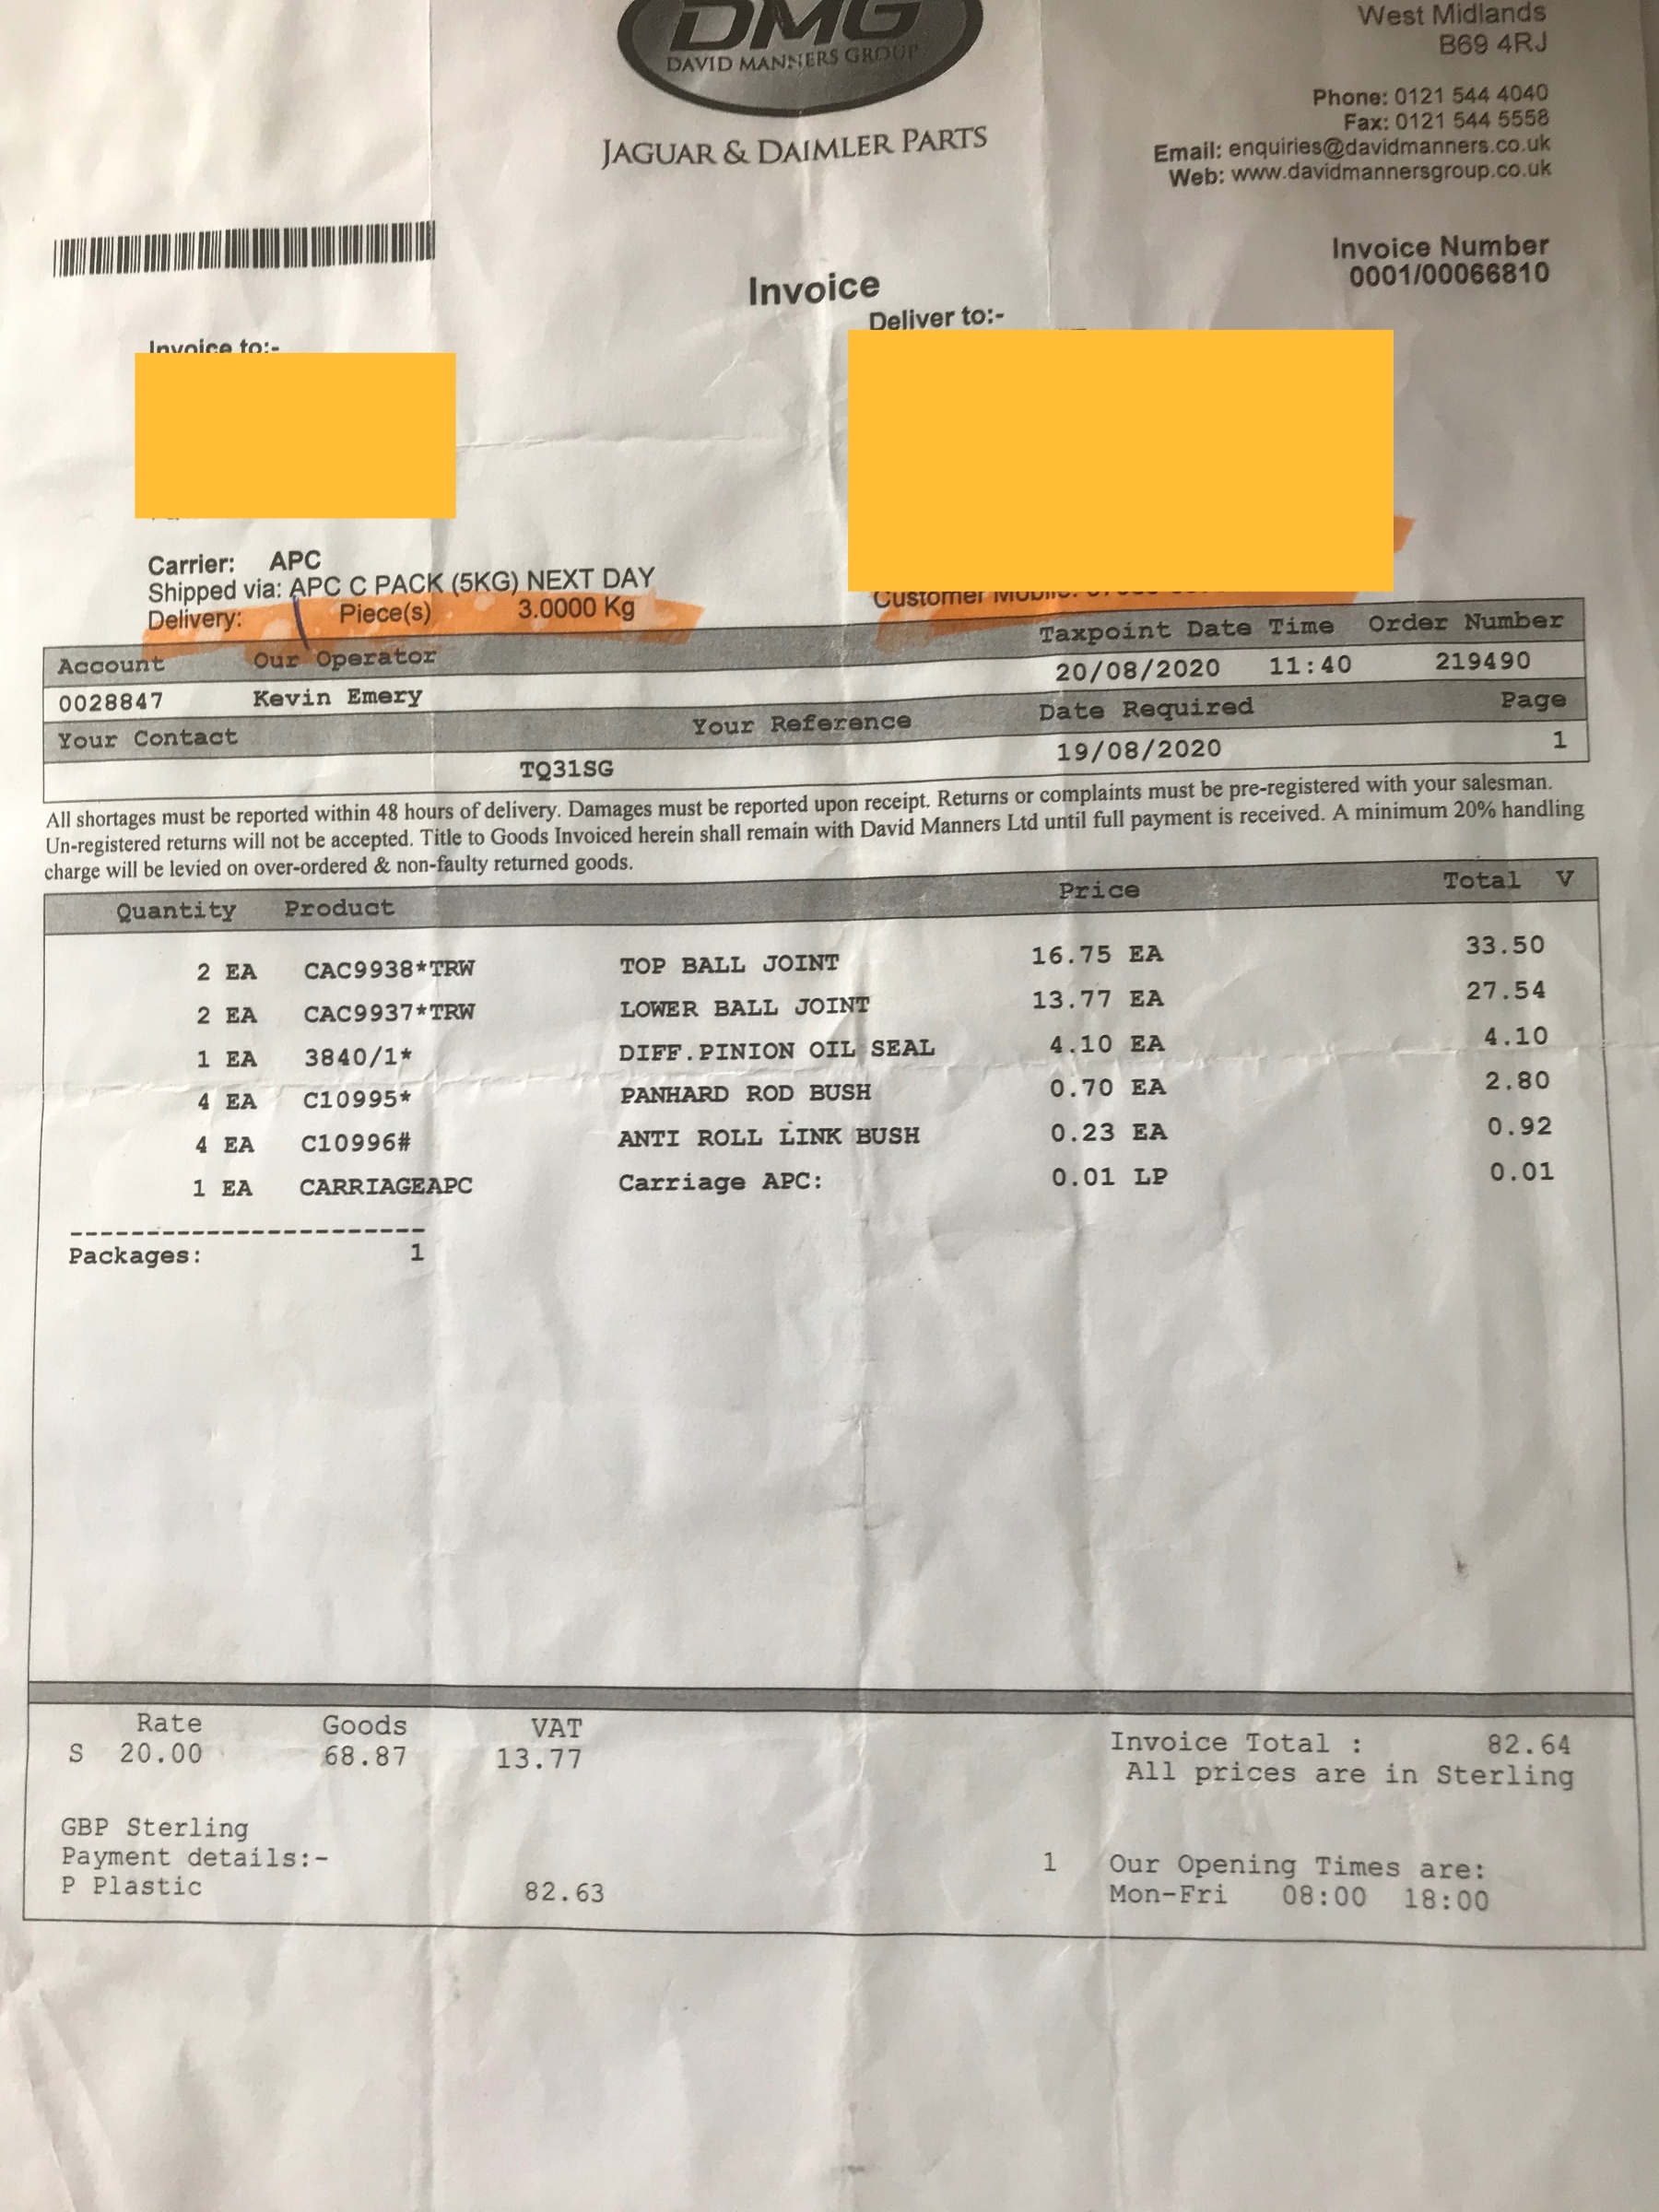 DMG
DAVID MANNERS GROUP
JAGUAR & DAIMLER PARTS
West Midlands
B69 4RJ
Phone: 0121 544 4040
Fax: 0121 544 5558
Email: enquiries@davidmanners.co.uk
Web: www.davidmannersgroup.co.uk
Invoice Number
0001/00066810
Invoice
Deliver to:-
Invoice to:-
Carrier: APC
Shipped via: APC C PACK (5KG) NEXT DAY
Delivery: Piece(s) 3.0000 Kg
Customer Mobile:
Account Our Operator Taxpoint Date Time Order Number
0028847 Kevin Emery 20/08/2020 11:40 219490
Your Contact Your Reference Date Required Page
TQ31SG 19/08/2020 1
All shortages must be reported within 48 hours of delivery. Damages must be reported upon receipt. Returns or complaints must be pre-registered with your salesman.
Un-registered returns will not be accepted. Title to Goods Invoiced herein shall remain with David Manners Ltd until full payment is received. A minimum 20% handling
charge will be levied on over-ordered & non-faulty returned goods.
Quantity Product Price Total V
2 EA CAC9938*TRW TOP BALL JOINT 16.75 EA 33.50
2 EA CAC9937*TRW LOWER BALL JOINT 13.77 EA 27.54
1 EA 3840/1* DIFF.PINION OIL SEAL 4.10 EA 4.10
4 EA C10995* PANHARD ROD BUSH 0.70 EA 2.80
4 EA C10996# ANTI ROLL LINK BUSH 0.23 EA 0.92
1 EA CARRIAGEAPC Carriage APC: 0.01 LP 0.01
Packages: 1
Rate Goods VAT
S 20.00 68.87 13.77
Invoice Total : 82.64
All prices are in Sterling
GBP Sterling
Payment details:-
P Plastic 82.63
1 Our Opening Times are:
Mon-Fri 08:00 18:00